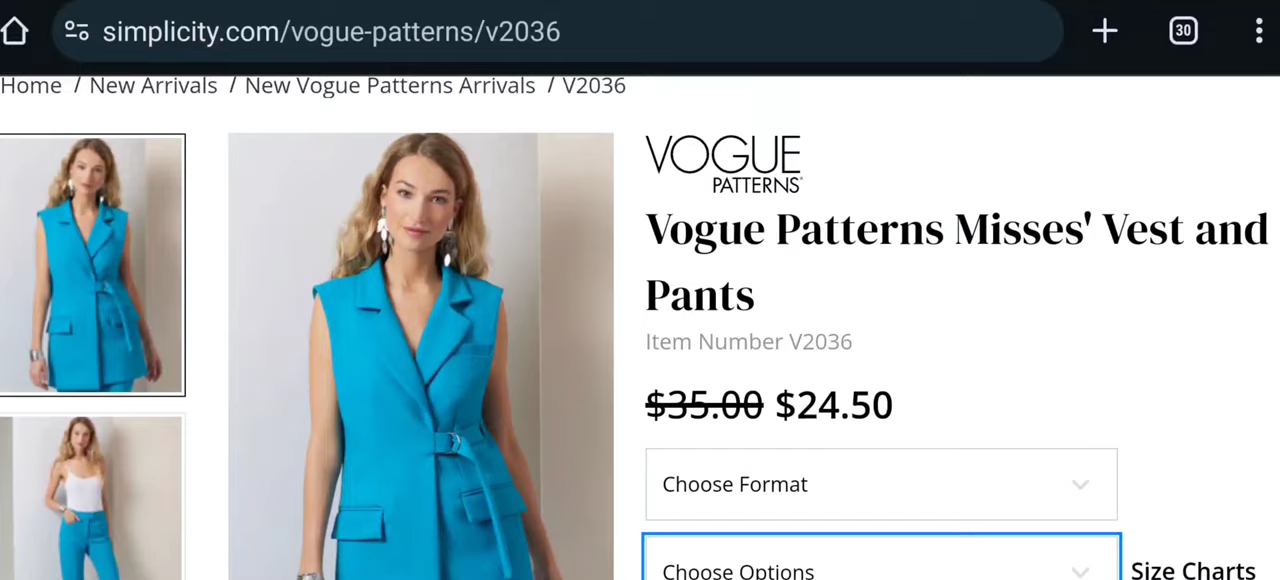 simplicity.com/vogue-patterns/v2036
30
Home / New Arrivals / New Vogue Patterns Arrivals / V2036
VOGUE
PATTERNS®
Vogue Patterns Misses' Vest and
Pants
Item Number V2036
$35.00 $24.50
Choose Format
Choose Options
Size Charts